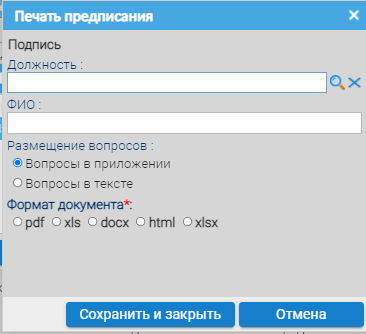 Печать предписания
Подпись
Должность :
ФИО :
Размещение вопросов :
Вопросы в приложении
Вопросы в тексте
Формат документа*:
pdf xls docx html xlsx
Сохранить и закрыть Отмена